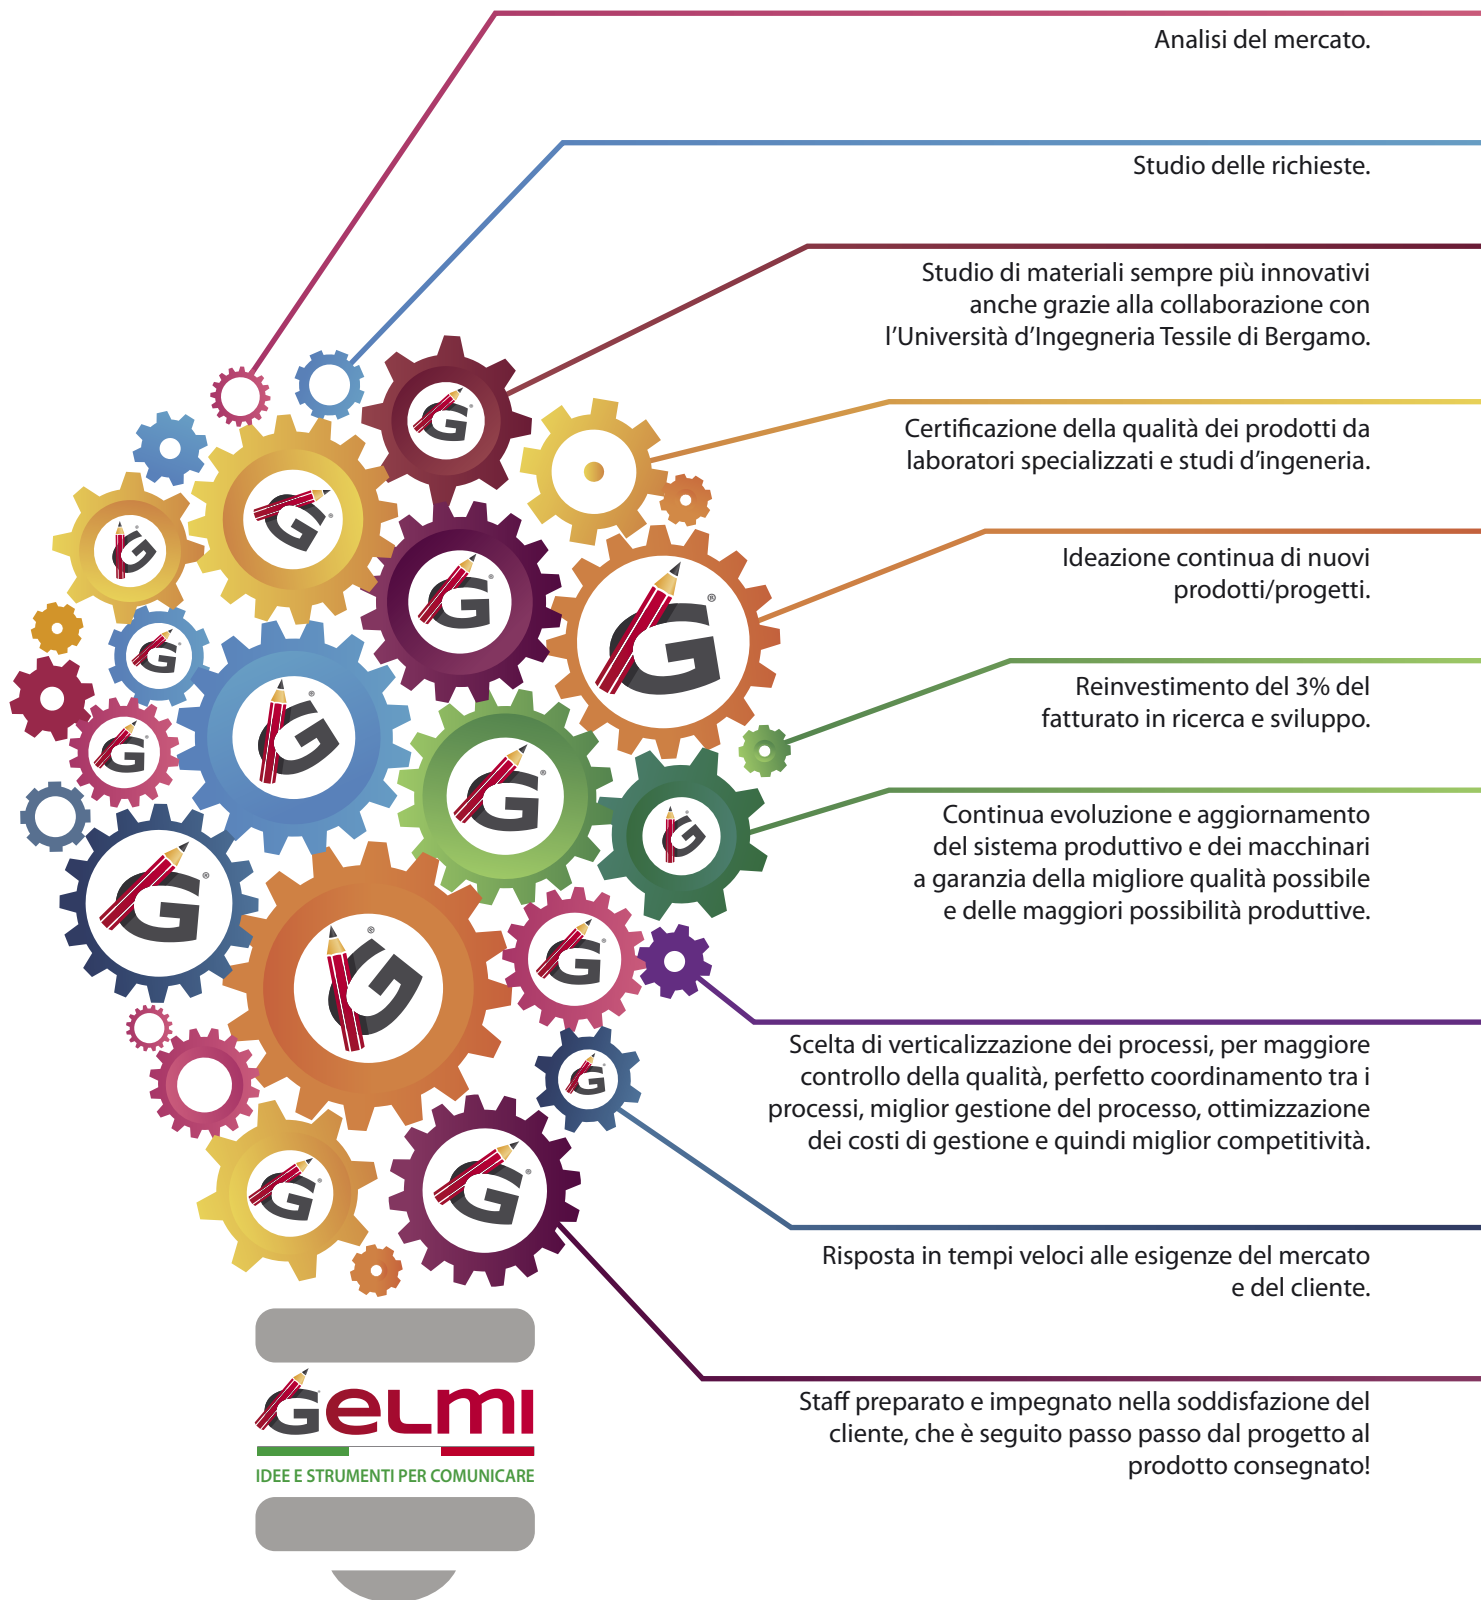 Analisi del mercato.
Studio delle richieste.
Studio di materiali sempre più innovativi
anche grazie alla collaborazione con
l'Università d'Ingegneria Tessile di Bergamo.
Certificazione della qualità dei prodotti da
laboratori specializzati e studi d'ingeneria.
Ideazione continua di nuovi
prodotti/progetti.
Reinvestimento del 3% del
fatturato in ricerca e sviluppo.
Continua evoluzione e aggiornamento
del sistema produttivo e dei macchinari
a garanzia della migliore qualità possibile
e delle maggiori possibilità produttive.
Scelta di verticalizzazione dei processi, per maggiore
controllo della qualità, perfetto coordinamento tra i
processi, miglior gestione del processo, ottimizzazione
dei costi di gestione e quindi miglior competitività.
Risposta in tempi veloci alle esigenze del mercato
e del cliente.
Staff preparato e impegnato nella soddisfazione del
cliente, che è seguito passo passo dal progetto al
prodotto consegnato!
GeLmi
IDEE E STRUMENTI PER COMUNICARE